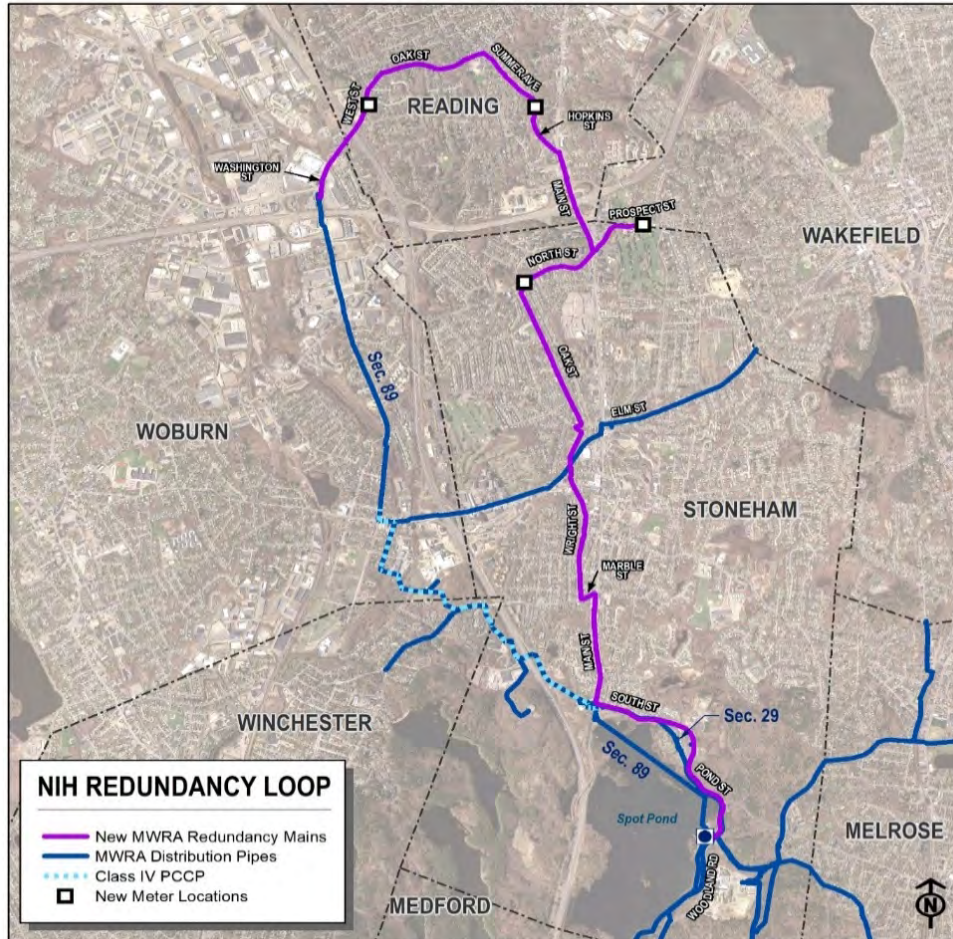 OAK ST
SUMMER AVE
WEST ST
READING
HOPKINS
ST
WASHINGTON
ST
MAIN ST
PROSPECT ST
WAKEFIELD
NORTH ST
OAK ST
Sec. 89
ELM ST
WOBURN
STONEHAM
WRIGHT ST
MARBLE
ST
MAIN ST
SOUTH ST
WINCHESTER
Sec. 29
Sec. 89
POND ST
NIH REDUNDANCY LOOP
New MWRA Redundancy Mains
MWRA Distribution Pipes
Class IV PCCP
New Meter Locations
Spot Pond
MELROSE
WOODLAND RD
MEDFORD
N